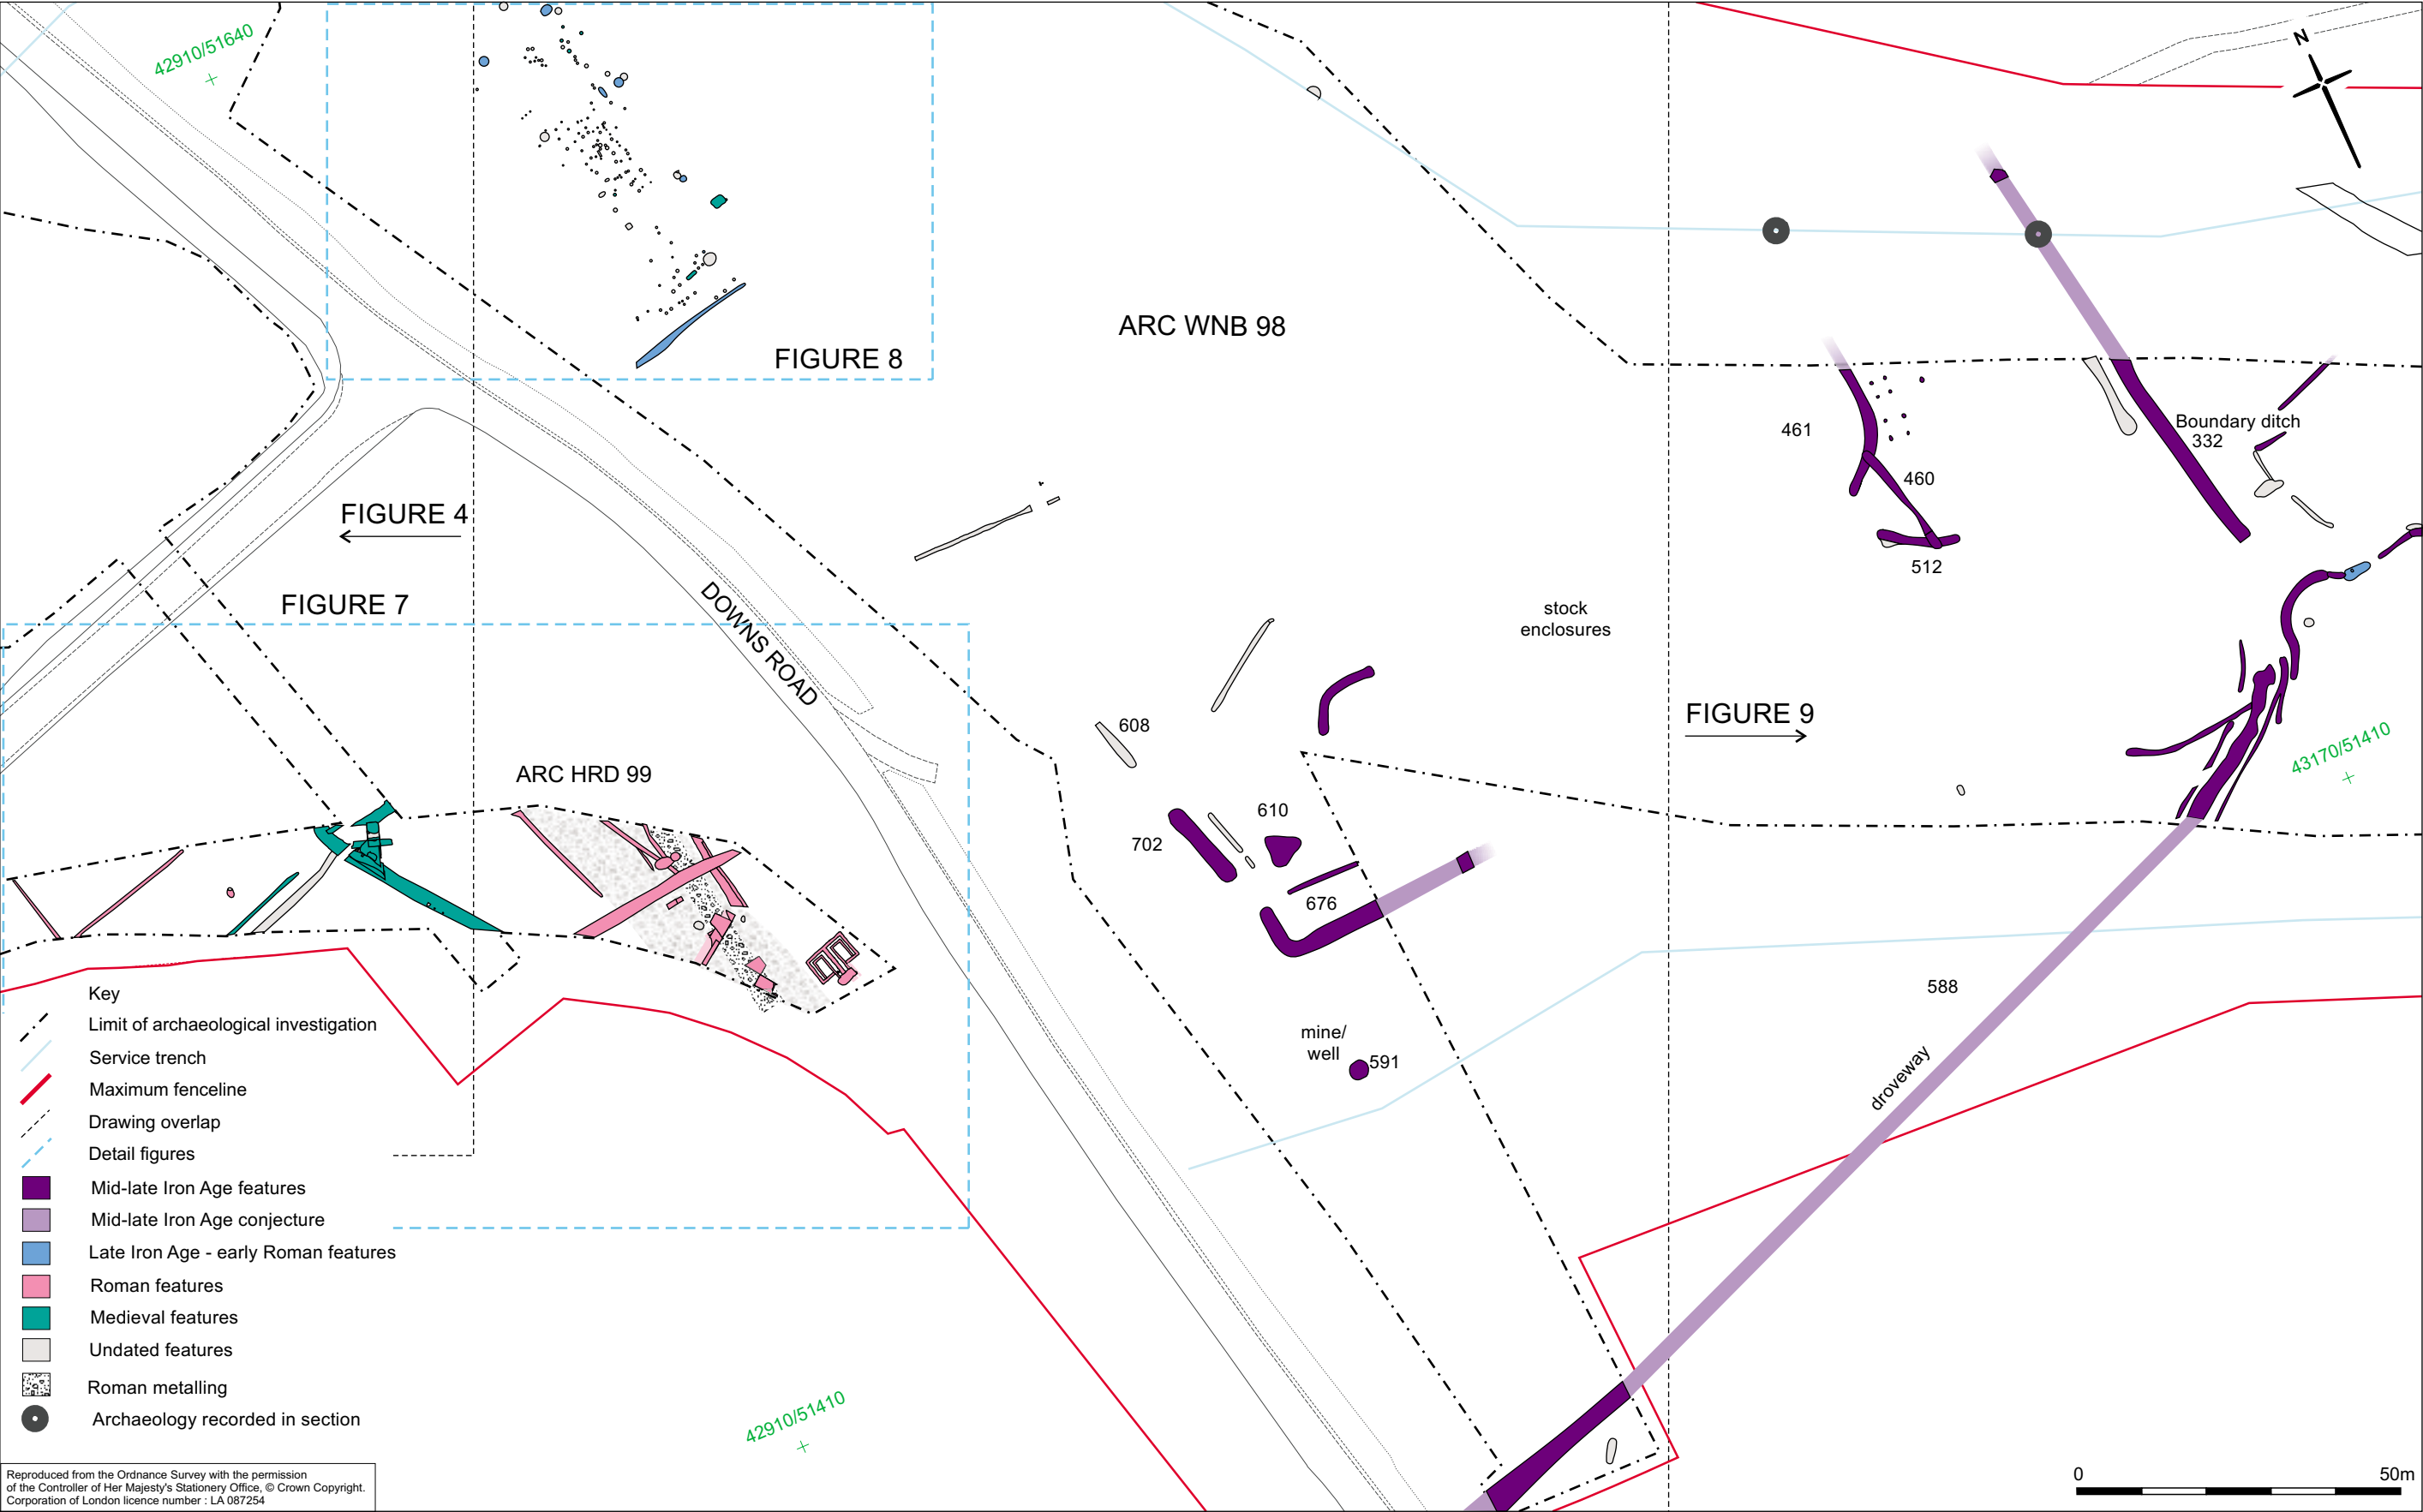 42910/51640
N
FIGURE 8
ARC WNB 98
461
Boundary ditch
332
460
FIGURE 4
512
FIGURE 7
DOWNS ROAD
stock
enclosures
FIGURE 9
608
43170/51410
ARC HRD 99
610
702
676
588
mine/
well
591
droveway
Key
Limit of archaeological investigation
Service trench
Maximum fenceline
Drawing overlap
Detail figures
Mid-late Iron Age features
Mid-late Iron Age conjecture
Late Iron Age - early Roman features
Roman features
Medieval features
Undated features
Roman metalling
Archaeology recorded in section
42910/51410
Reproduced from the Ordnance Survey with the permission
of the Controller of Her Majesty's Stationery Office, © Crown Copyright.
Corporation of London licence number : LA 087254
0 50m